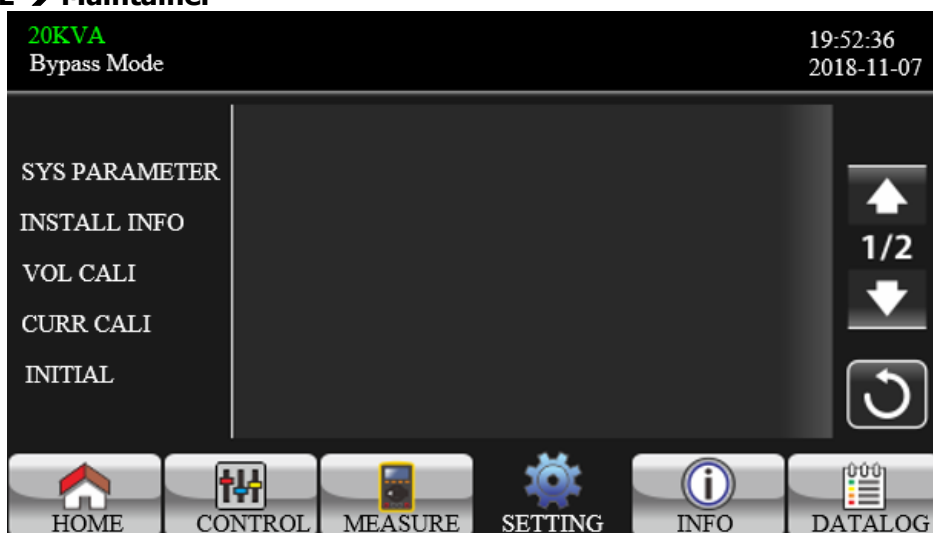 Maintainer
20KVA
Bypass Mode
19:52:36
2018-11-07
SYS PARAMETER
INSTALL INFO
VOL CALI
CURR CALI
INITIAL
1/2
HOME
CONTROL
MEASURE
SETTING
INFO
DATALOG